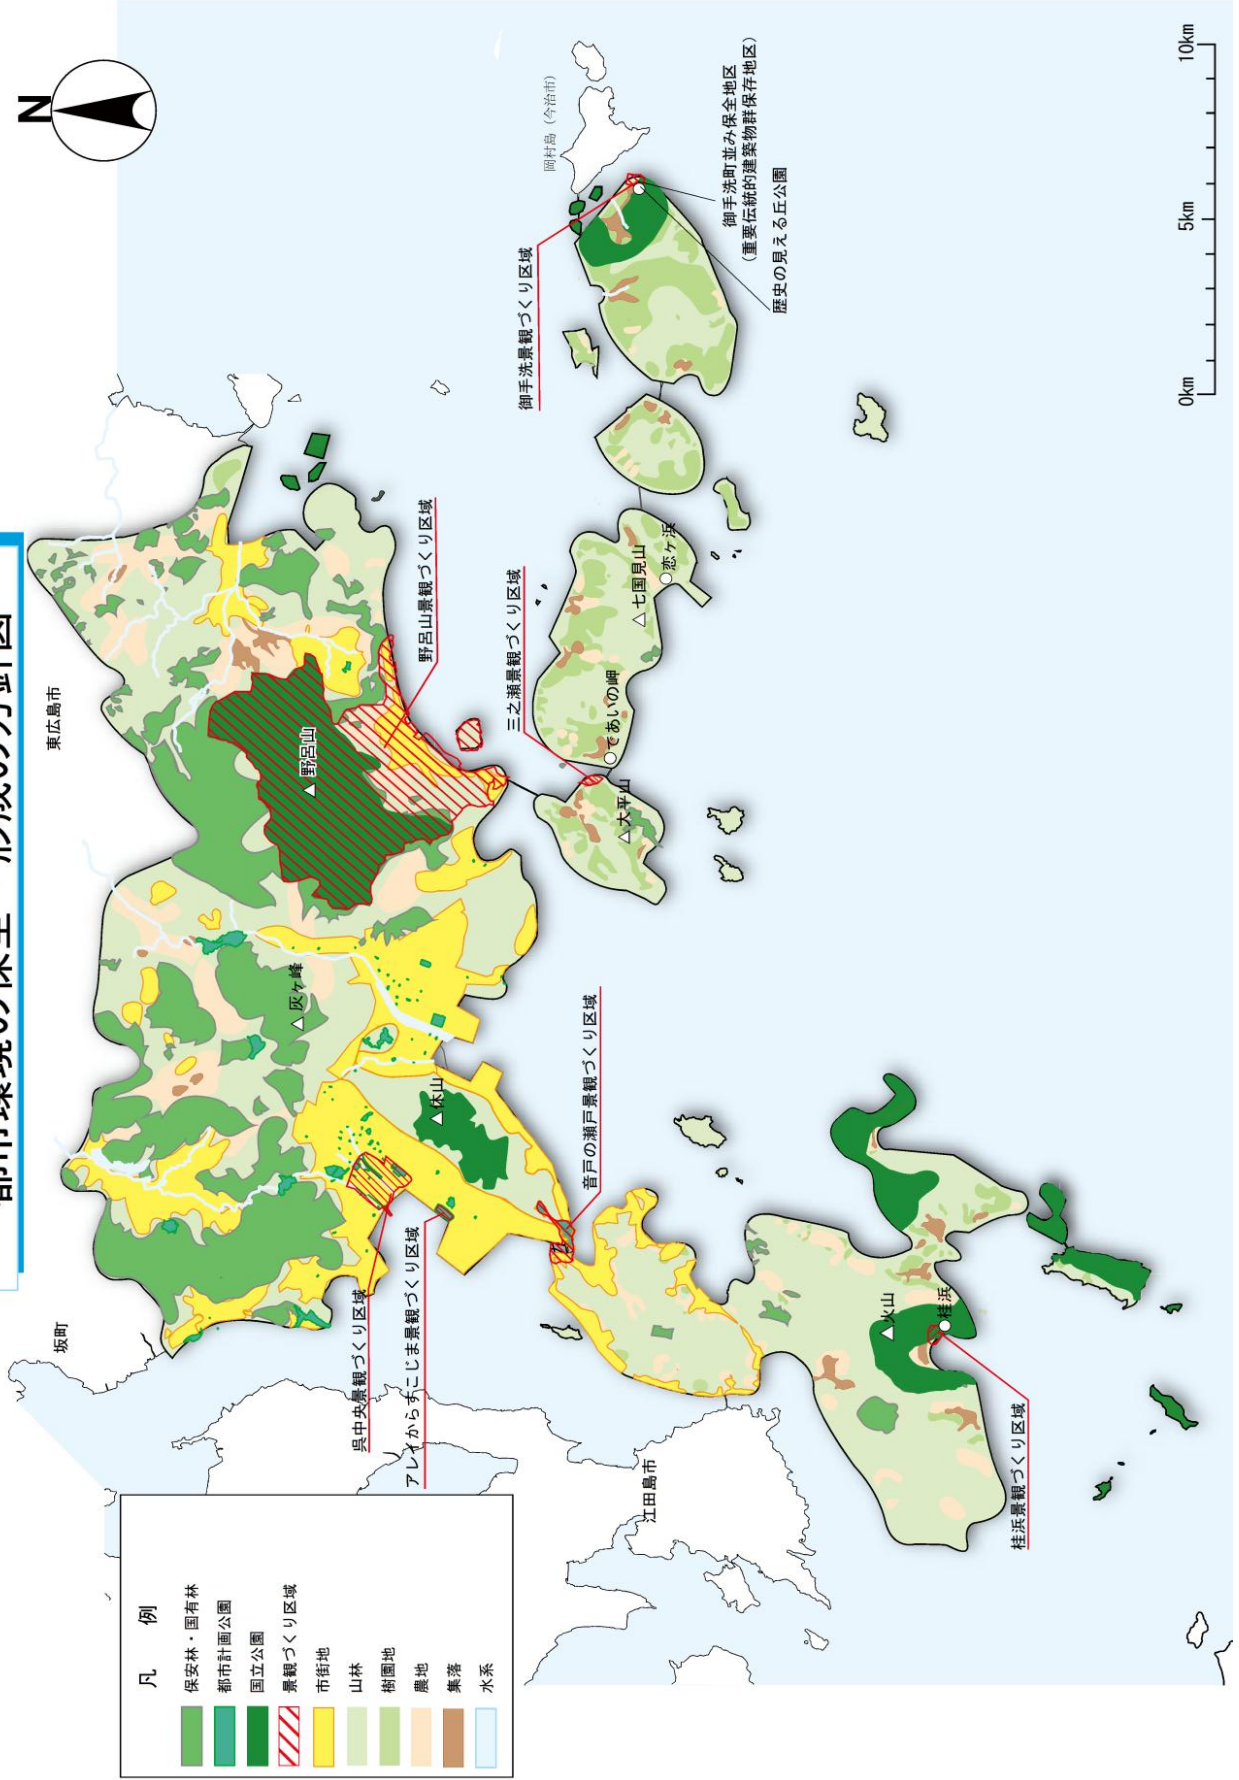 都市環境の保全・形成の方針図
N
東広島市
坂町
江田島市
岡村島（今治市）
野呂山
灰ヶ峰
休山
大平山
七国見山
火山
であいの岬
恋ヶ浜
桂浜
野呂山景観づくり区域
三之瀬景観づくり区域
御手洗景観づくり区域
御手洗町並み保全地区
（重要伝統的建築物群保存地区）
歴史の見える丘公園
音戸の瀬戸景観づくり区域
呉中央景観づくり区域
アレイからすこじま景観づくり区域
桂浜景観づくり区域
凡　例
保安林・国有林
都市計画公園
国立公園
景観づくり区域
市街地
山林
樹園地
農地
集落
水系
0km
5km
10km